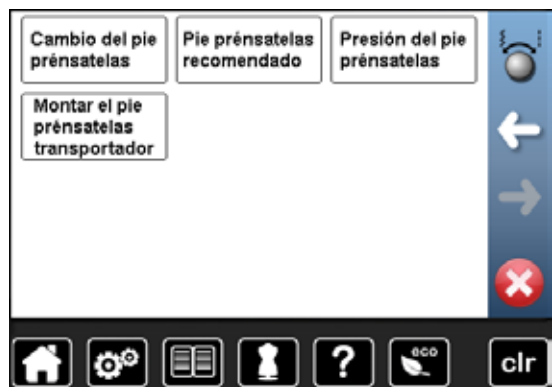 Cambio del pie
prénsatelas
Pie prénsatelas
recomendado
Presión del pie
prénsatelas
Montar el pie
prénsatelas
transportador
?
eco
clr